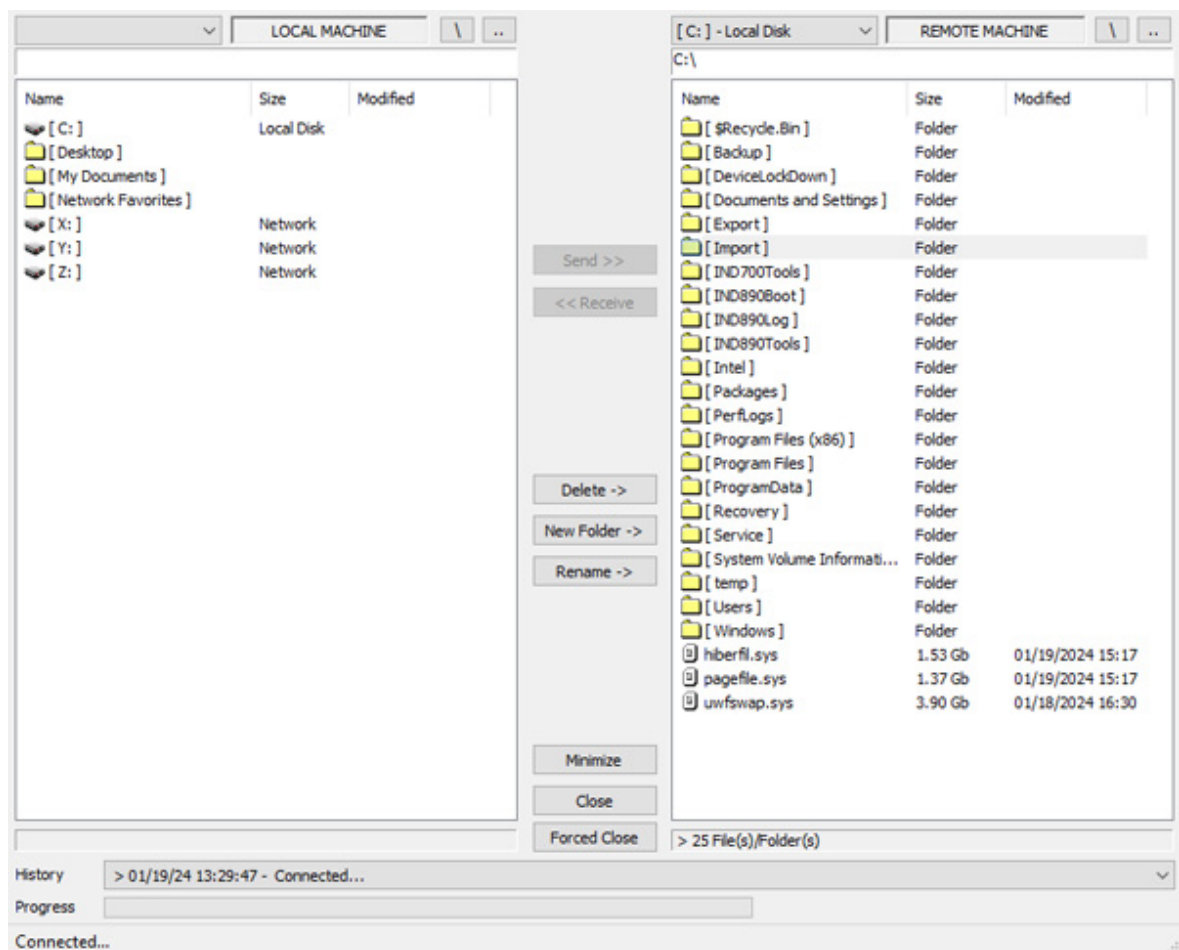 LOCAL MACHINE \ ..
Name Size Modified
[ C: ] Local Disk
[ Desktop ]
[ My Documents ]
[ Network Favorites ]
[ X: ] Network
[ Y: ] Network
[ Z: ] Network
Send >>
<< Receive
Delete ->
New Folder ->
Rename ->
Minimize
Close
Forced Close
[ C: ] - Local Disk REMOTE MACHINE \ ..
C:\
Name Size Modified
[ $Recycle.Bin ] Folder
[ Backup ] Folder
[ DeviceLockDown ] Folder
[ Documents and Settings ] Folder
[ Export ] Folder
[ Import ] Folder
[ IND700Tools ] Folder
[ IND890Boot ] Folder
[ IND890Log ] Folder
[ IND890Tools ] Folder
[ Intel ] Folder
[ Packages ] Folder
[ PerfLogs ] Folder
[ Program Files (x86) ] Folder
[ Program Files ] Folder
[ ProgramData ] Folder
[ Recovery ] Folder
[ Service ] Folder
[ System Volume Informati... Folder
[ temp ] Folder
[ Users ] Folder
[ Windows ] Folder
hiberfil.sys 1.53 Gb 01/19/2024 15:17
pagefile.sys 1.37 Gb 01/19/2024 15:17
uwfswap.sys 3.90 Gb 01/18/2024 16:30
> 25 File(s)/Folder(s)
History > 01/19/24 13:29:47 - Connected...
Progress
Connected...